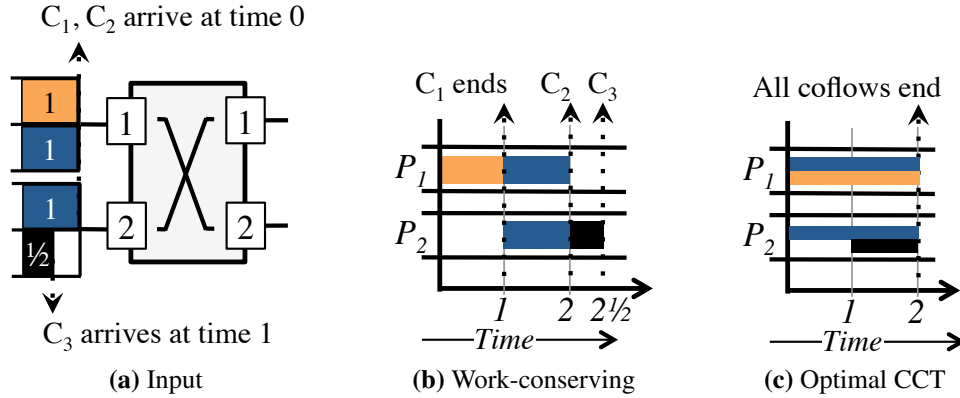 C₁, C₂ arrive at time 0
1
1
1
½
1
2
1
2
C₃ arrives at time 1
(a) Input
C₁ ends C₂ C₃
P₁
P₂
1 2 2½
Time
(b) Work-conserving
All coflows end
P₁
P₂
1 2
Time
(c) Optimal CCT